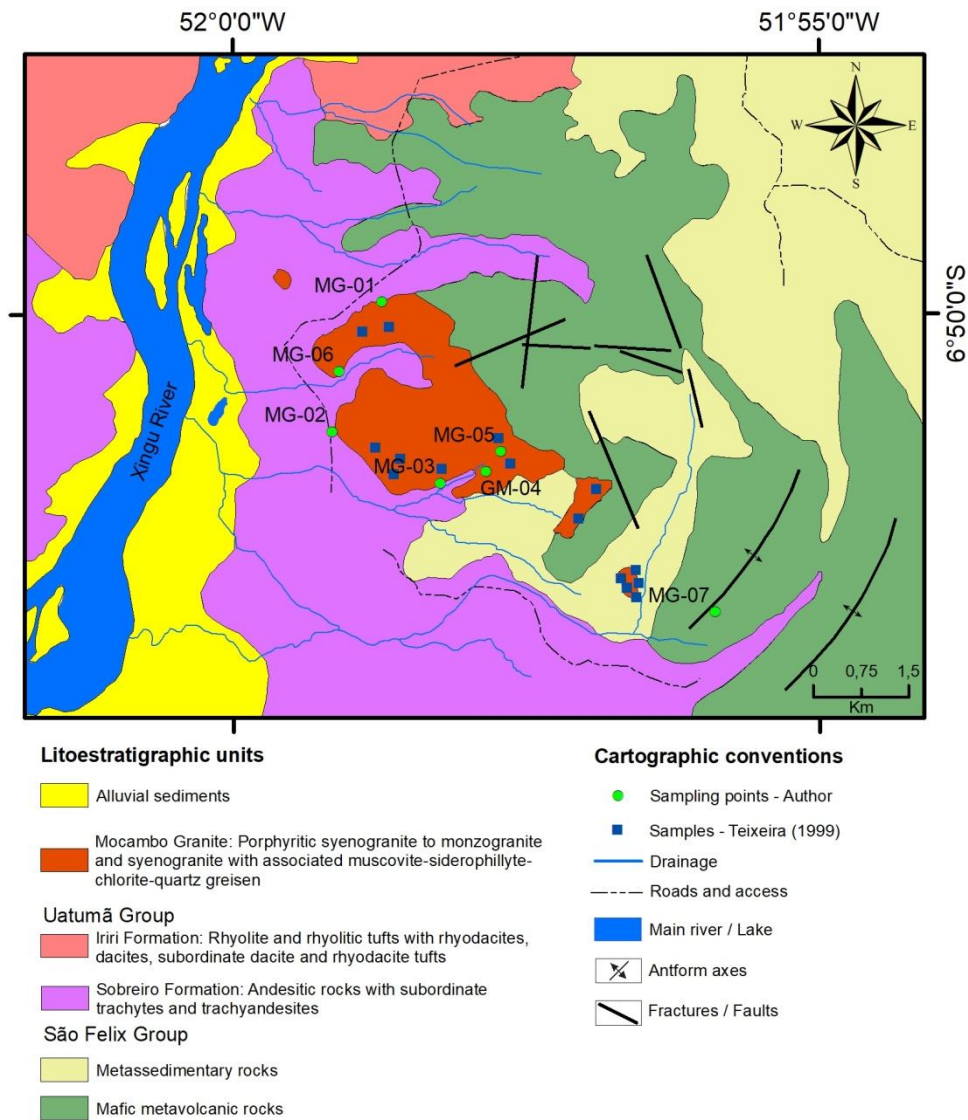 52°0'0"W
51°55'0"W
N
W
E
S
MG-01
6°50'0"S
MG-06
Xingu River
MG-02
MG-05
MG-03
GM-04
MG-07
0 0,75 1,5
Km
Litoestratigraphic units
Alluvial sediments
Mocambo Granite: Porphyritic syenogranite to monzogranite
and syenogranite with associated muscovite-siderophillyte-
chlorite-quartz greisen
Uatumã Group
Iriri Formation: Rhyolite and rhyolitic tufts with rhyodacites,
dacites, subordinate dacite and rhyodacite tufts
Sobreiro Formation: Andesitic rocks with subordinate
trachytes and trachyandesites
São Felix Group
Metassedimentary rocks
Mafic metavolcanic rocks
Cartographic conventions
Sampling points - Author
Samples - Teixeira (1999)
Drainage
Roads and access
Main river / Lake
Antform axes
Fractures / Faults